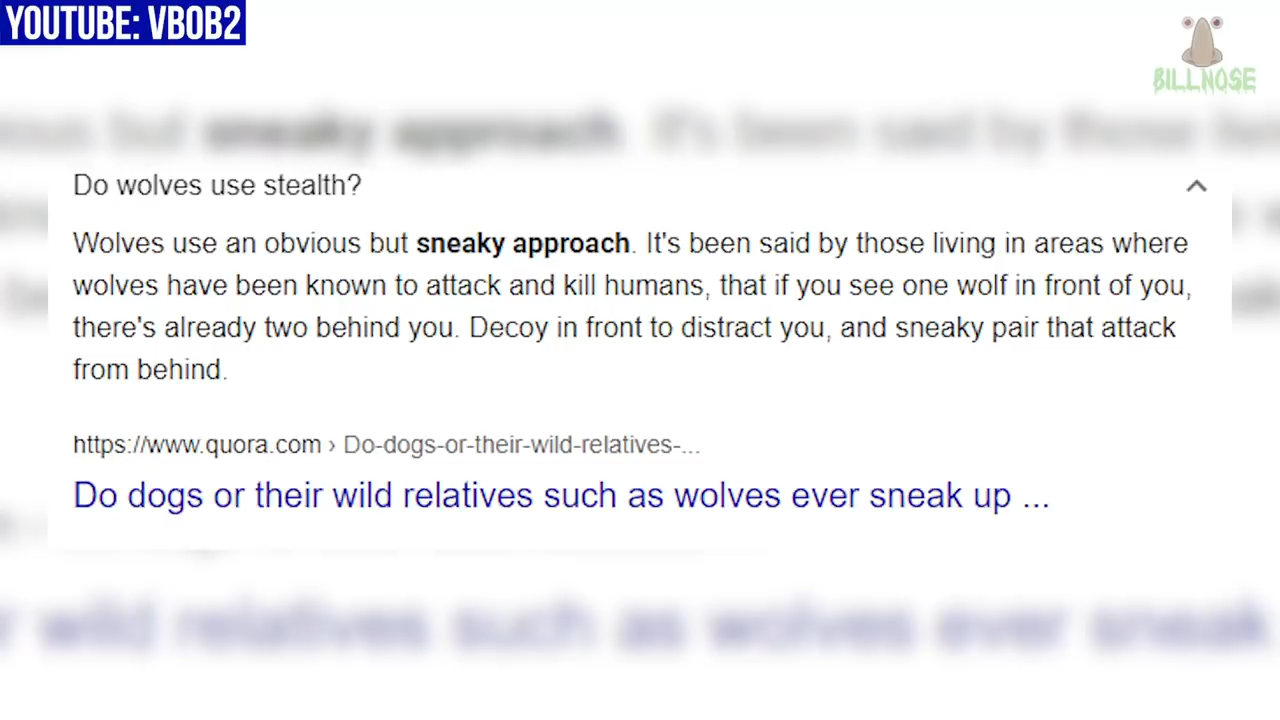 YOUTUBE: VBOB2
BILLNOSE
Do wolves use stealth?
Wolves use an obvious but sneaky approach. It's been said by those living in areas where
wolves have been known to attack and kill humans, that if you see one wolf in front of you,
there's already two behind you. Decoy in front to distract you, and sneaky pair that attack
from behind.
https://www.quora.com › Do-dogs-or-their-wild-relatives-...
Do dogs or their wild relatives such as wolves ever sneak up ...